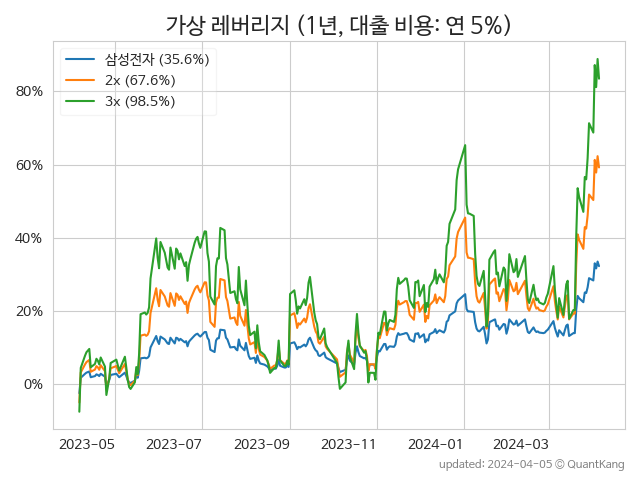 가상 레버리지 (1년, 대출 비용: 연 5%)
삼성전자 (35.6%)
2x (67.6%)
3x (98.5%)
80%
60%
40%
20%
0%
2023-05 2023-07 2023-09 2023-11 2024-01 2024-03
updated: 2024-04-05 © QuantKang